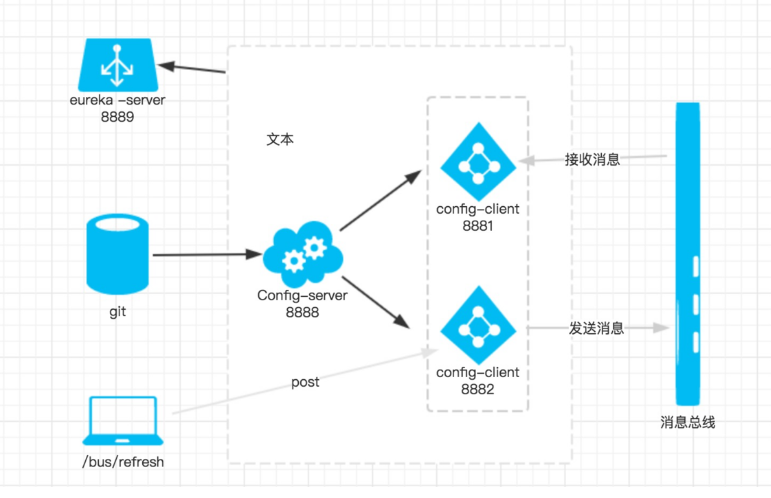 eureka -server
8889
文本
接收消息
config-client
8881
git
Config-server
8888
发送消息
config-client
8882
post
消息总线
/bus/refresh